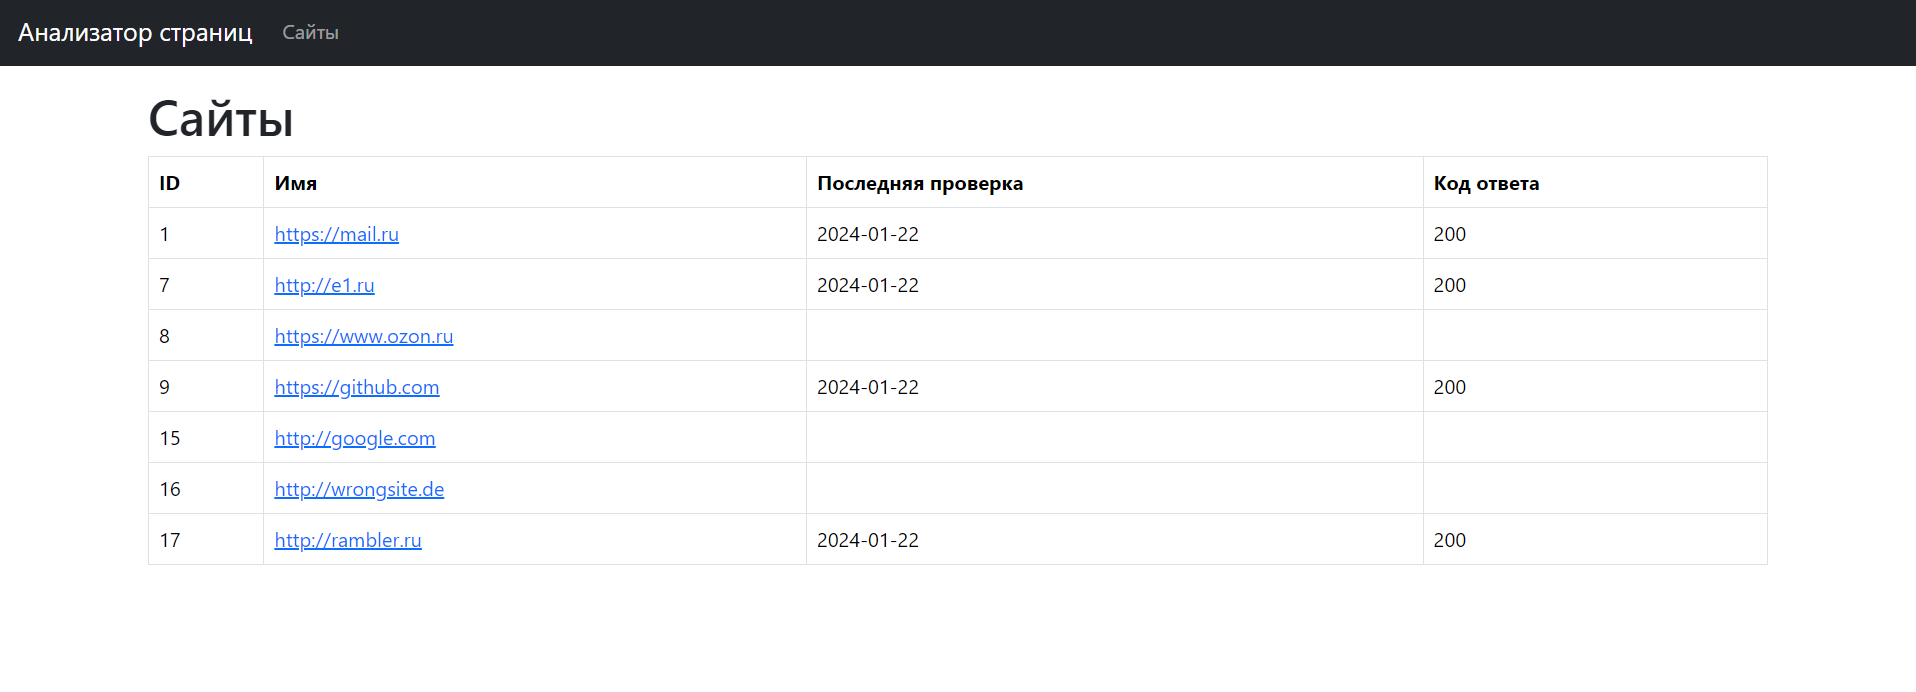 Анализатор страниц Сайты
Сайты
ID Имя Последняя проверка Код ответа
1 https://mail.ru 2024-01-22 200
7 http://e1.ru 2024-01-22 200
8 https://www.ozon.ru
9 https://github.com 2024-01-22 200
15 http://google.com
16 http://wrongsite.de
17 http://rambler.ru 2024-01-22 200